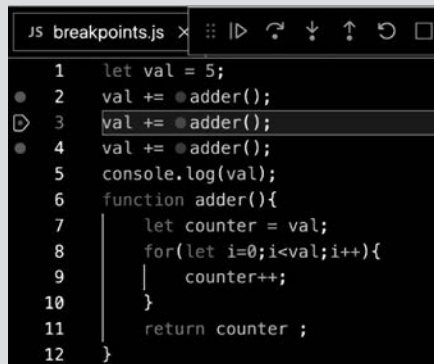 JS breakpoints.js
1 let val = 5;
2 val += adder();
3 val += adder();
4 val += adder();
5 console.log(val);
6 function adder(){
7 let counter = val;
8 for(let i=0;i<val;i++){
9 counter++;
10 }
11 return counter ;
12 }